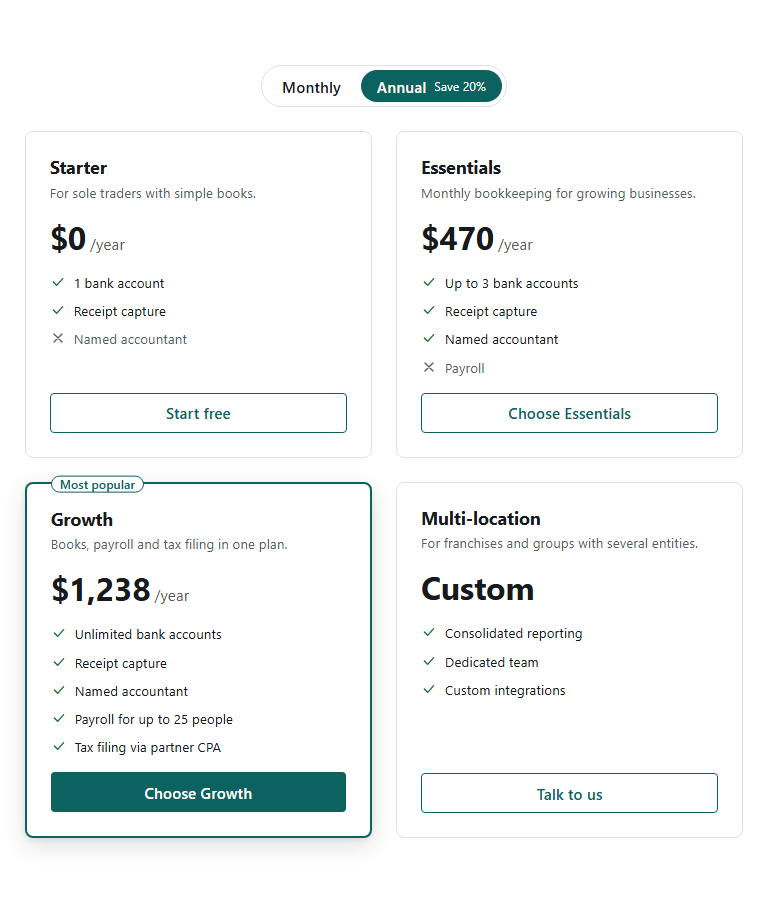 Monthly
Annual Save 20%
Starter
For sole traders with simple books.
$0 /year
1 bank account
Receipt capture
Named accountant
Start free
Essentials
Monthly bookkeeping for growing businesses.
$470 /year
Up to 3 bank accounts
Receipt capture
Named accountant
Payroll
Choose Essentials
Most popular
Growth
Books, payroll and tax filing in one plan.
$1,238 /year
Unlimited bank accounts
Receipt capture
Named accountant
Payroll for up to 25 people
Tax filing via partner CPA
Choose Growth
Multi-location
For franchises and groups with several entities.
Custom
Consolidated reporting
Dedicated team
Custom integrations
Talk to us